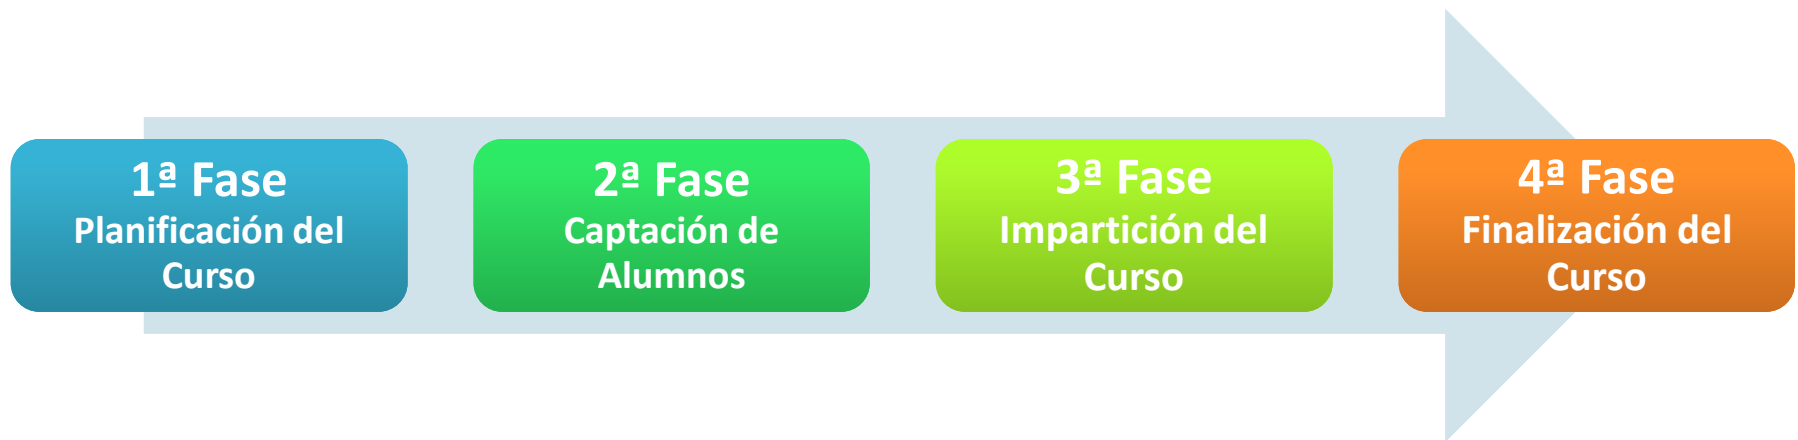 1ª Fase
Planificación del
Curso
2ª Fase
Captación de
Alumnos
3ª Fase
Impartición del
Curso
4ª Fase
Finalización del
Curso